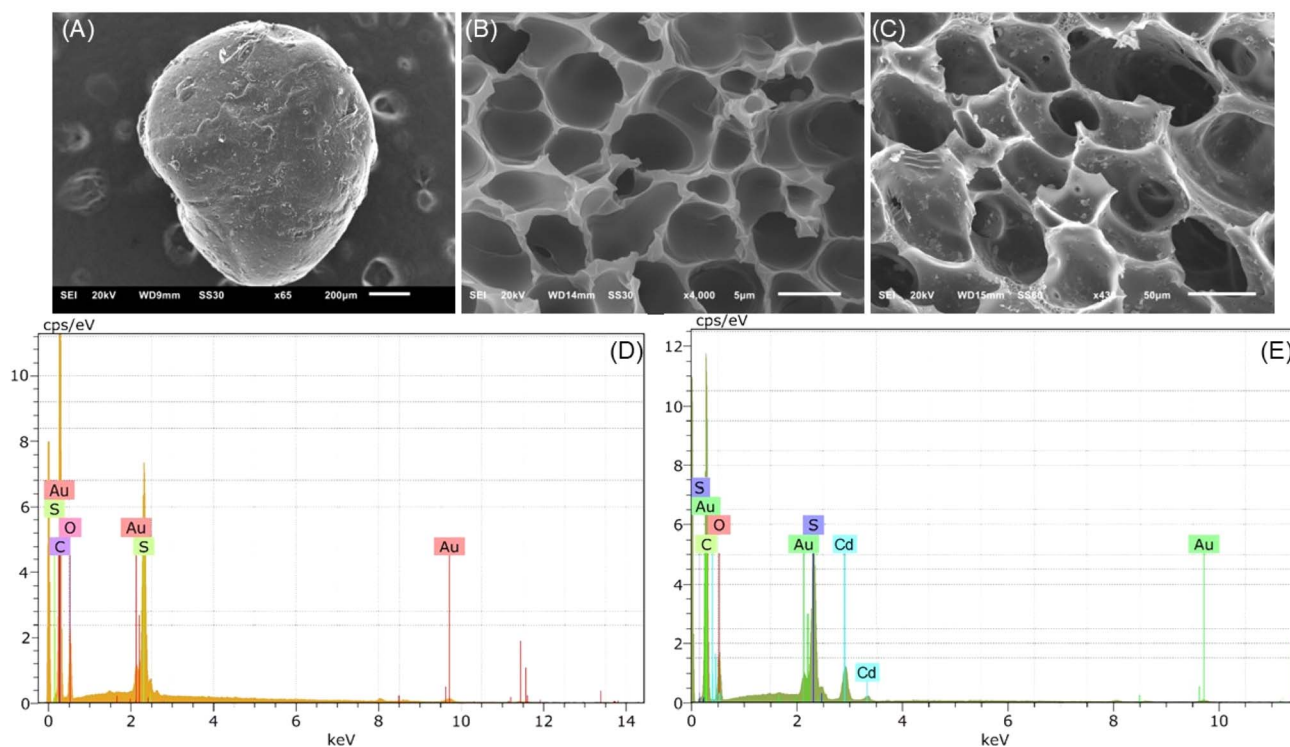 (A)
SEI 20kV WD9mm SS30 x65 200μm
(B)
SEI 20kV WD14mm SS30 x4,000 5μm
(C)
SEI 20kV WD15mm SS60 x430 50μm
cps/eV
(D)
10
8
6
4
2
0
Au
S
O
C
Au
S
Au
0 2 4 6 8 10 12 14
keV
cps/eV
(E)
12
10
8
6
4
2
0
S
Au
O
C
S
Au
Cd
Cd
Au
0 2 4 6 8 10
keV